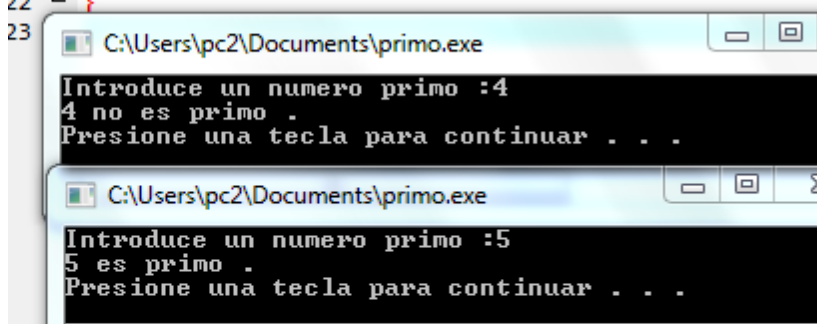 22 }
23
C:\Users\pc2\Documents\primo.exe
Introduce un numero primo :4
4 no es primo .
Presione una tecla para continuar . . .
C:\Users\pc2\Documents\primo.exe
Introduce un numero primo :5
5 es primo .
Presione una tecla para continuar . . .